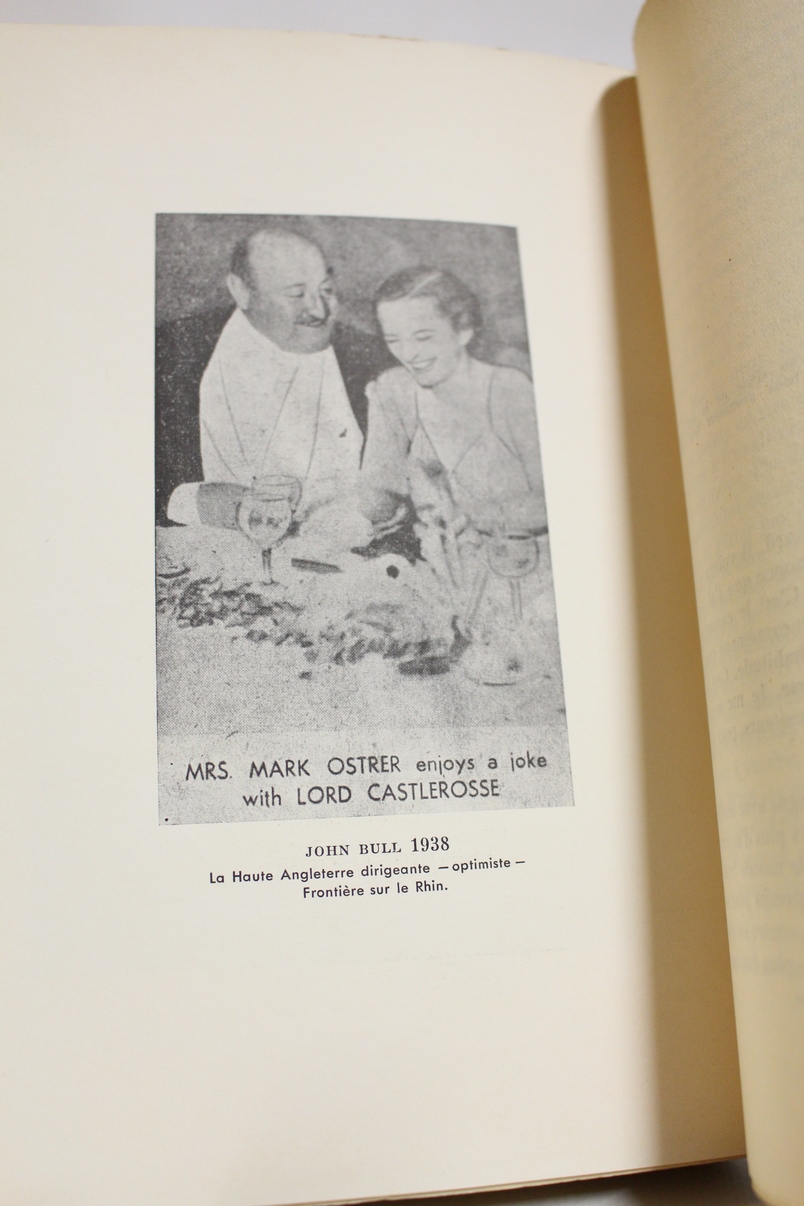 MRS. MARK OSTRER enjoys a joke
with LORD CASTLEROSSE
JOHN BULL 1938
La Haute Angleterre dirigeante — optimiste —
Frontière sur le Rhin.